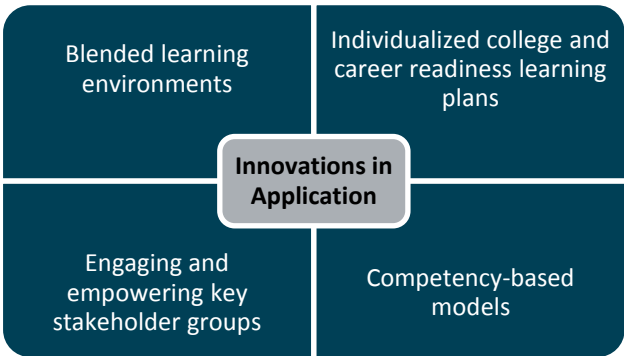 Blended learning
environments
Individualized college and
career readiness learning
plans
Innovations in
Application
Engaging and
empowering key
stakeholder groups
Competency-based
models